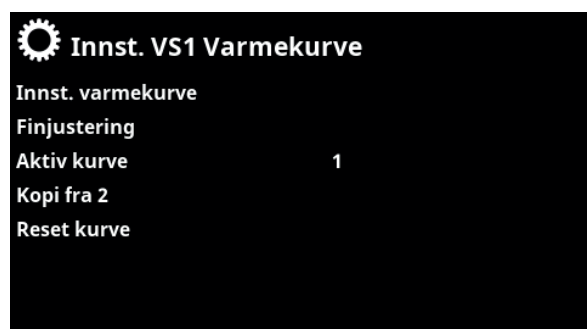 Innst. VS1 Varmekurve
Innst. varmekurve
Finjustering
Aktiv kurve 1
Kopi fra 2
Reset kurve